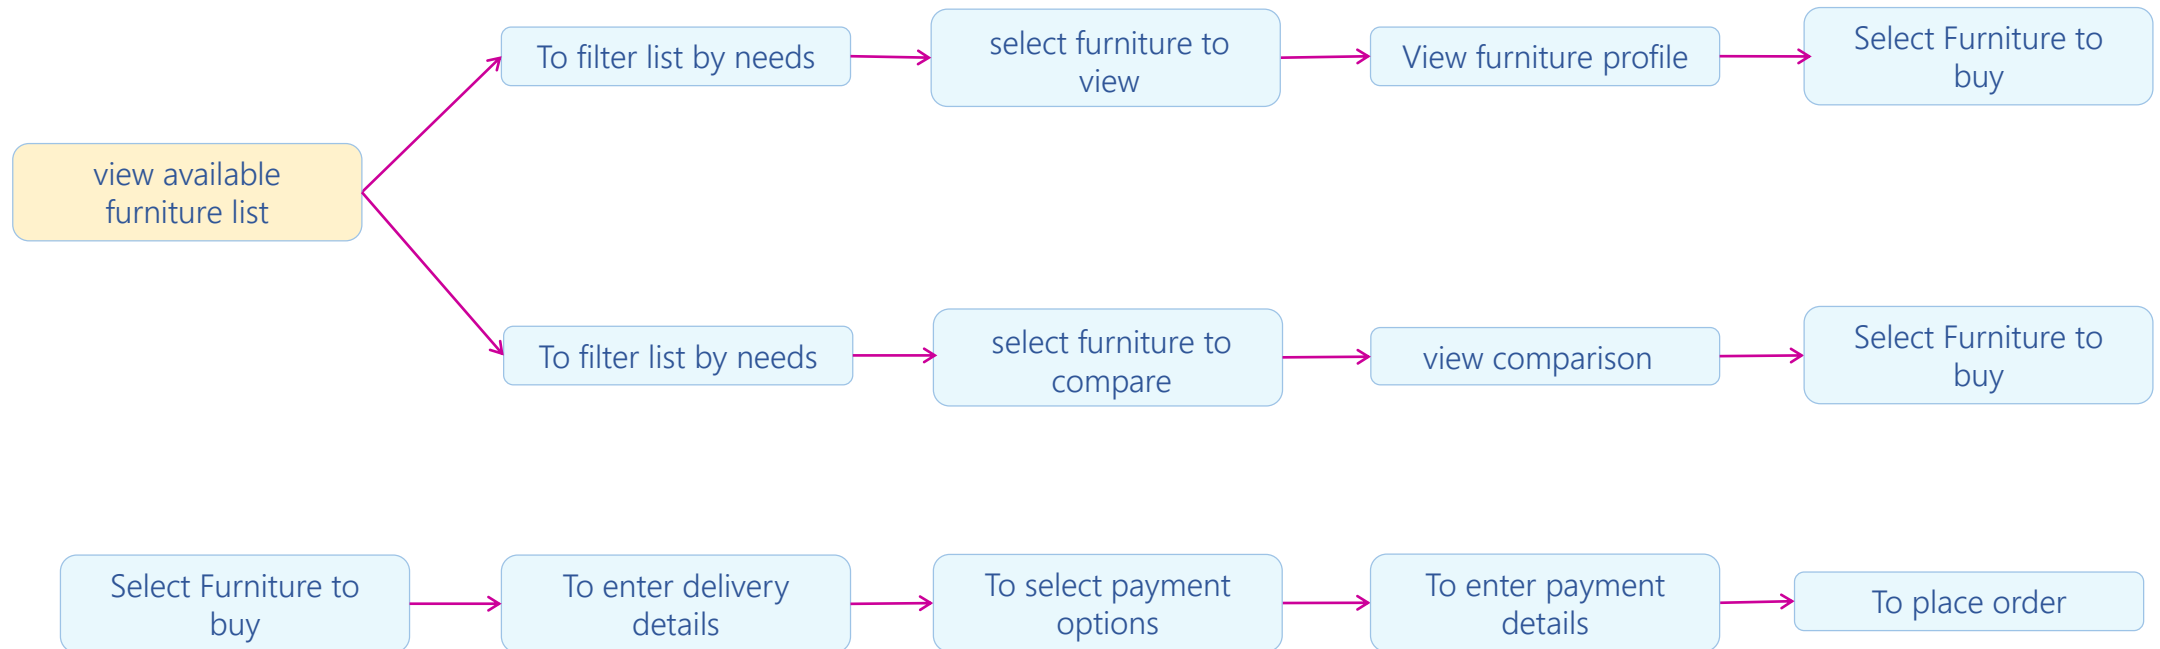 To filter list by needs
select furniture to
view
View furniture profile
Select Furniture to
buy
view available
furniture list
To filter list by needs
select furniture to
compare
view comparison
Select Furniture to
buy
Select Furniture to
buy
To enter delivery
details
To select payment
options
To enter payment
details
To place order